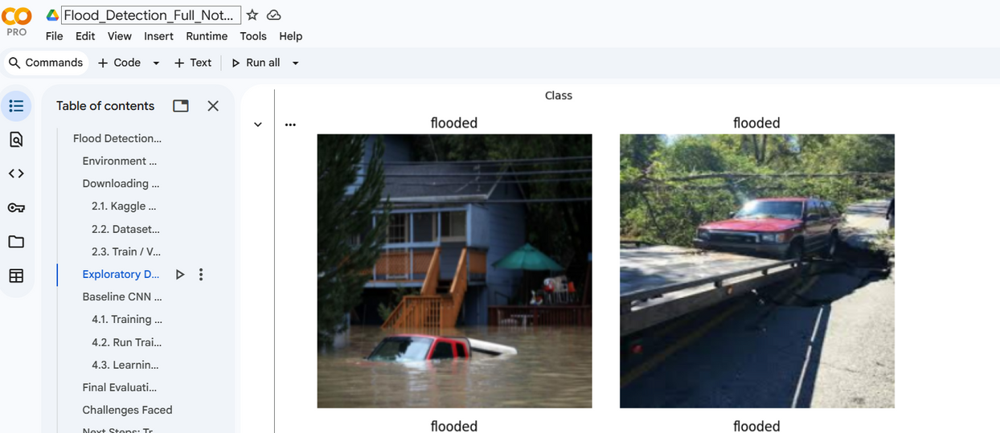 Flood_Detection_Full_Not...
PRO
File Edit View Insert Runtime Tools Help
Commands + Code + Text Run all
Table of contents
Flood Detection...
Environment ...
Downloading ...
2.1. Kaggle ...
2.2. Dataset...
2.3. Train / V...
Exploratory D...
Baseline CNN ...
4.1. Training ...
4.2. Run Trai...
4.3. Learnin...
Final Evaluati...
Challenges Faced
Next Steps: Tr...
Class
flooded flooded
flooded flooded